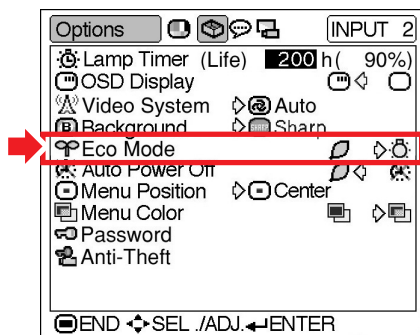 Options INPUT 2
Lamp Timer (Life) 200 h( 90%)
OSD Display
Video System Auto
B Background Sharp
Eco Mode
Auto Power Off
Menu Position Center
Menu Color
Password
Anti-Theft
END SEL./ADJ. ENTER